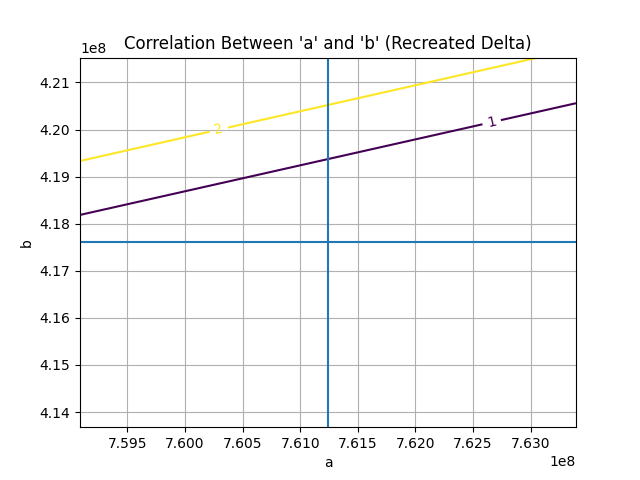 Correlation Between 'a' and 'b' (Recreated Delta)
1e8
4.21
4.20
4.19
4.18
4.17
4.16
4.15
4.14
b
2
1
7.595 7.600 7.605 7.610 7.615 7.620 7.625 7.630
a
1e8